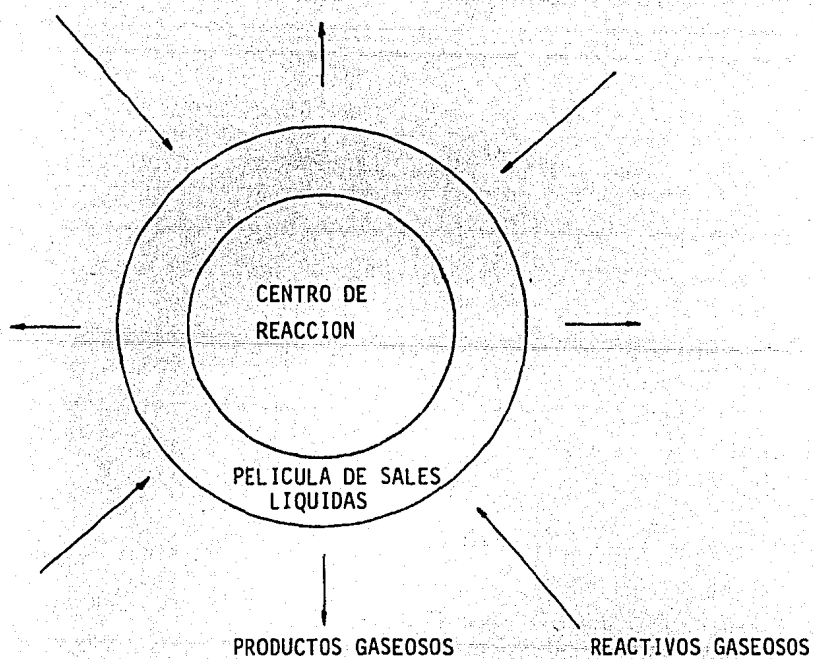 CENTRO DE
REACCION
PELICULA DE SALES
LIQUIDAS
PRODUCTOS GASEOSOS
REACTIVOS GASEOSOS